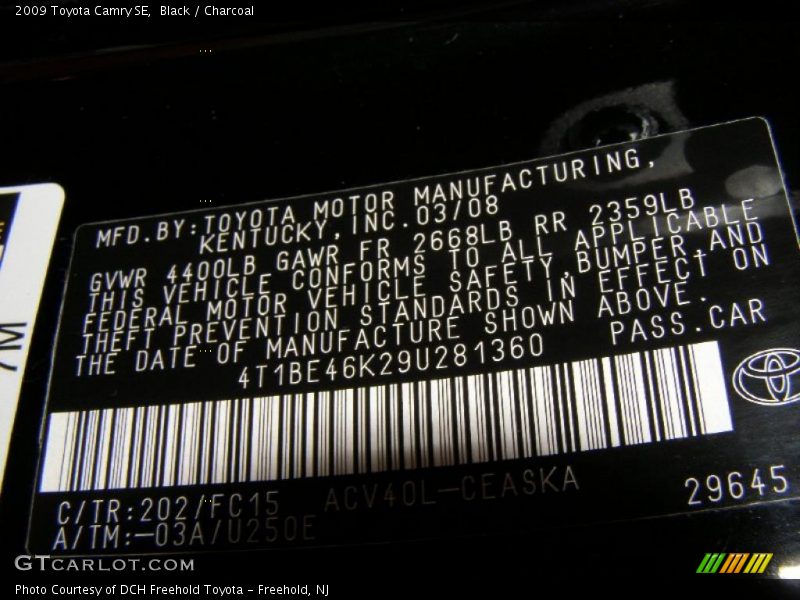 2009 Toyota Camry SE,  Black / Charcoal
MFD.BY:TOYOTA MOTOR MANUFACTURING,
KENTUCKY,INC.03/08
GVWR 4400LB GAWR FR 2668LB RR 2359LB
THIS VEHICLE CONFORMS TO ALL APPLICABLE
FEDERAL MOTOR VEHICLE SAFETY,BUMPER,AND
THEFT PREVENTION STANDARDS IN EFFECT ON
THE DATE OF MANUFACTURE SHOWN ABOVE.
4T1BE46K29U281360 PASS.CAR
C/TR:202/FC15 ACV40L-CEASKA
A/TM:-03A/U250E 29645
7M
GTCARLOT.COM
Photo Courtesy of DCH Freehold Toyota - Freehold, NJ